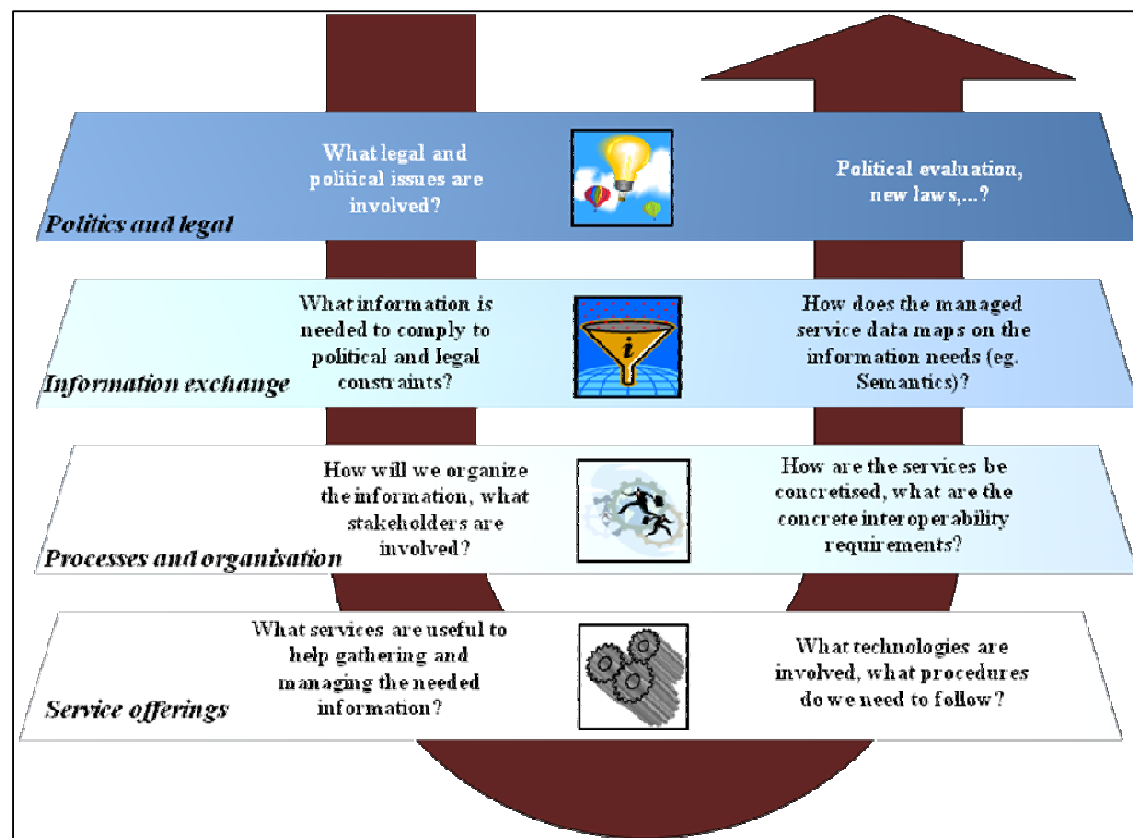 What legal and
political issues are
involved?
Political evaluation,
new laws,...?
Politics and legal
What information is
needed to comply to
political and legal
constraints?
How does the managed
service data maps on the
information needs (eg.
Semantics)?
Information exchange
i
How will we organize
the information, what
stakeholders are
involved?
How are the services be
concretised, what are the
concrete interoperability
requirements?
Processes and organisation
What services are useful to
help gathering and
managing the needed
information?
What technologies are
involved, what procedures
do we need to follow?
Service offerings